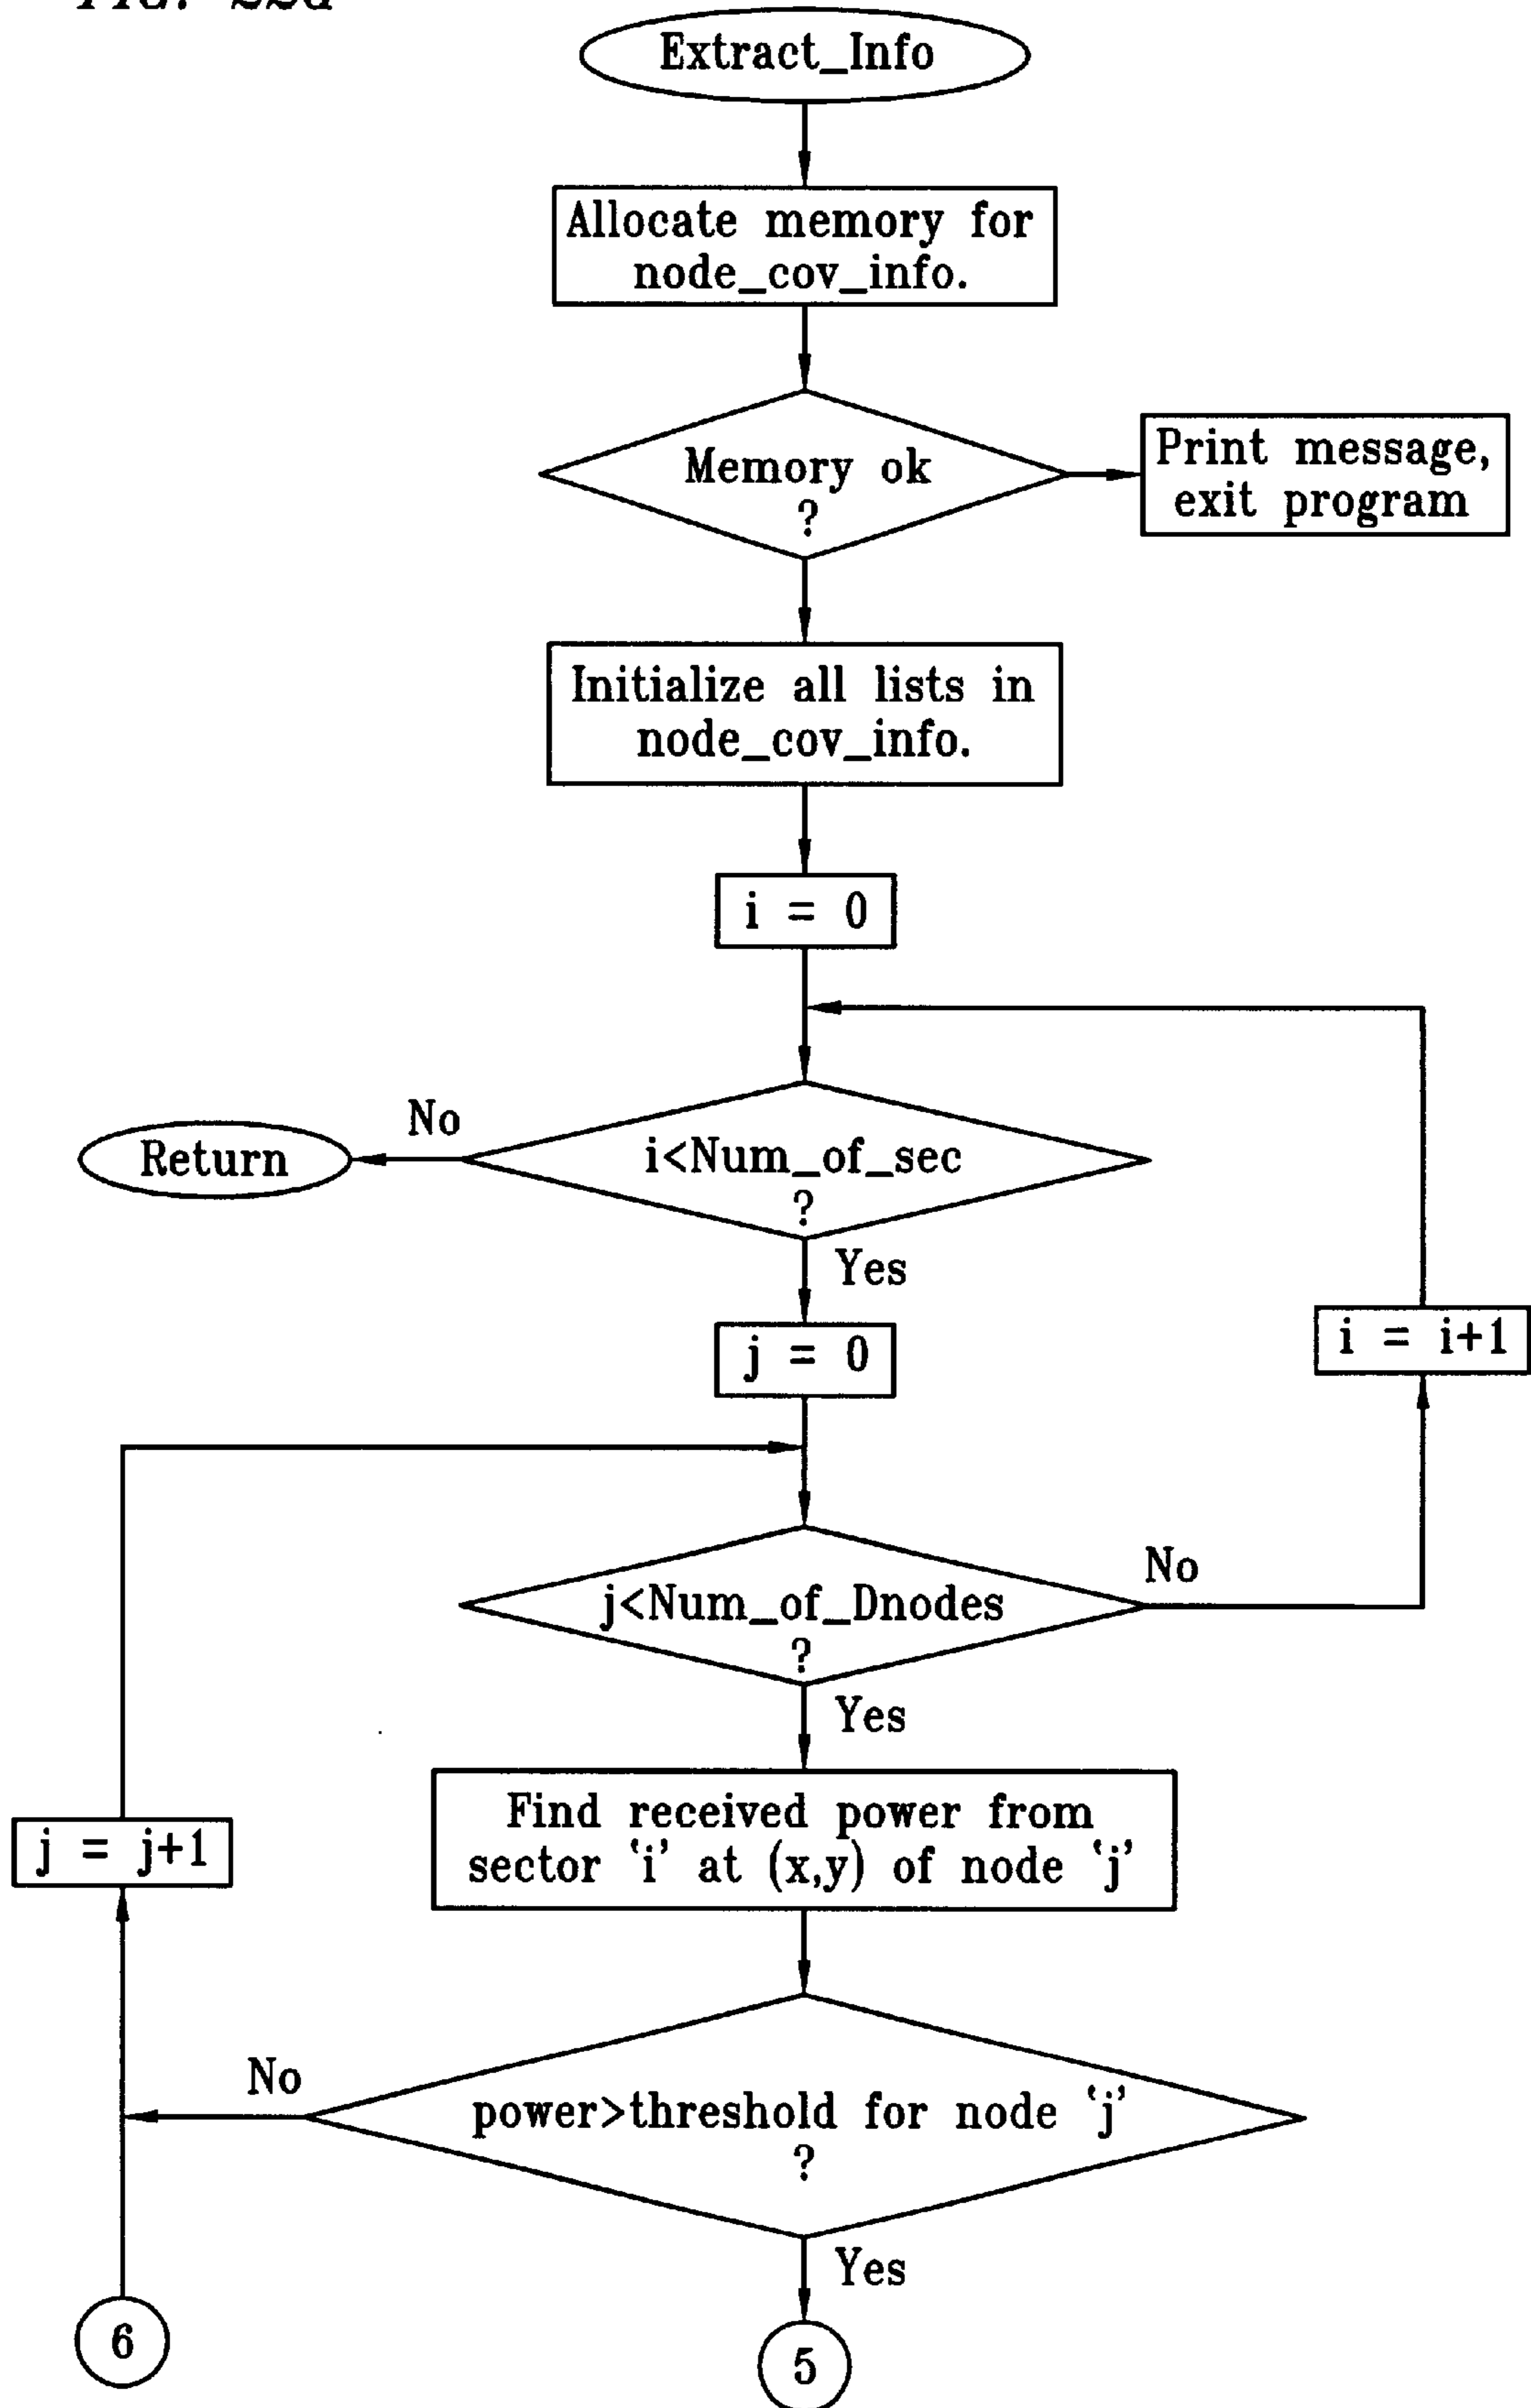 Extract_Info
Allocate memory for
node_cov_info.
Memory ok
?
Print message,
exit program
Initialize all lists in
node_cov_info.
i = 0
No
Return
i<Num_of_sec
?
Yes
j = 0
i = i+1
No
j<Num_of_Dnodes
?
Yes
Find received power from
sector ‘i’ at (x,y) of node ‘j’
j = j+1
No
power>threshold for node ‘j’
?
Yes
6
5